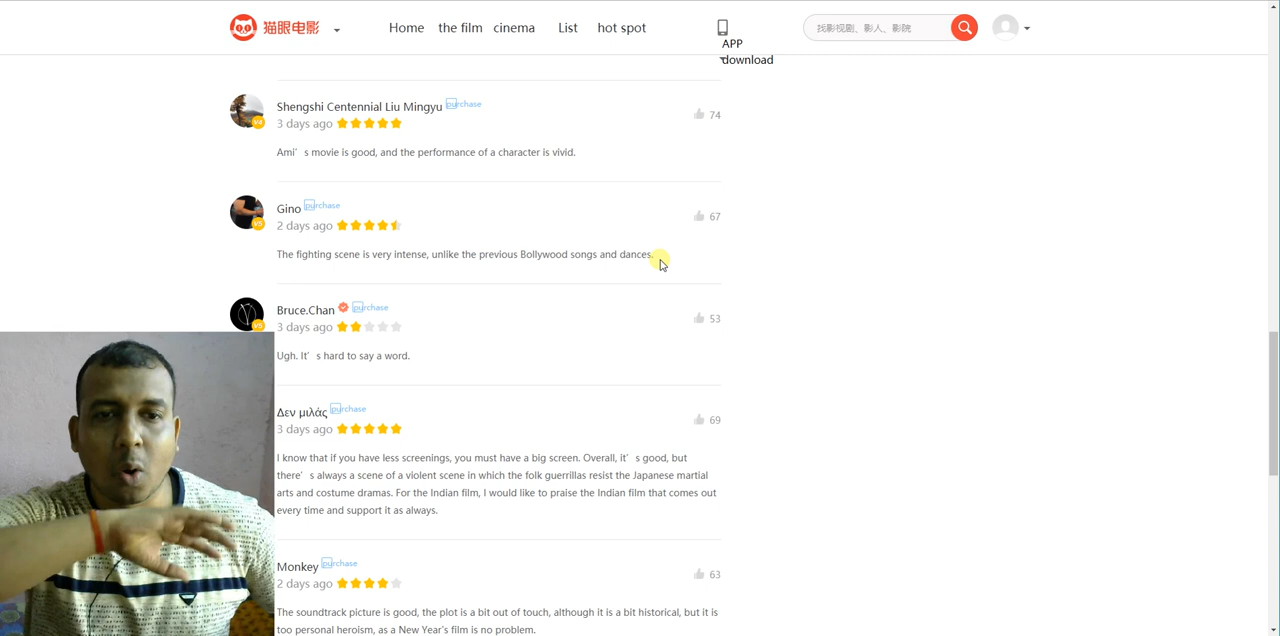 猫眼电影
Home the film cinema List hot spot
APP
download
找影视剧、影人、影院
Shengshi Centennial Liu Mingyu purchase
3 days ago
74
V4
Ami's movie is good, and the performance of a character is vivid.
Gino purchase
2 days ago
67
V5
The fighting scene is very intense, unlike the previous Bollywood songs and dances.
Bruce.Chan purchase
3 days ago
53
V5
Ugh. It's hard to say a word.
Δεν μιλάς purchase
3 days ago
69
I know that if you have less screenings, you must have a big screen. Overall, it's good, but
there's always a scene of a violent scene in which the folk guerrillas resist the Japanese martial
arts and costume dramas. For the Indian film, I would like to praise the Indian film that comes out
every time and support it as always.
Monkey purchase
2 days ago
63
The soundtrack picture is good, the plot is a bit out of touch, although it is a bit historical, but it is
too personal heroism, as a New Year's film is no problem.